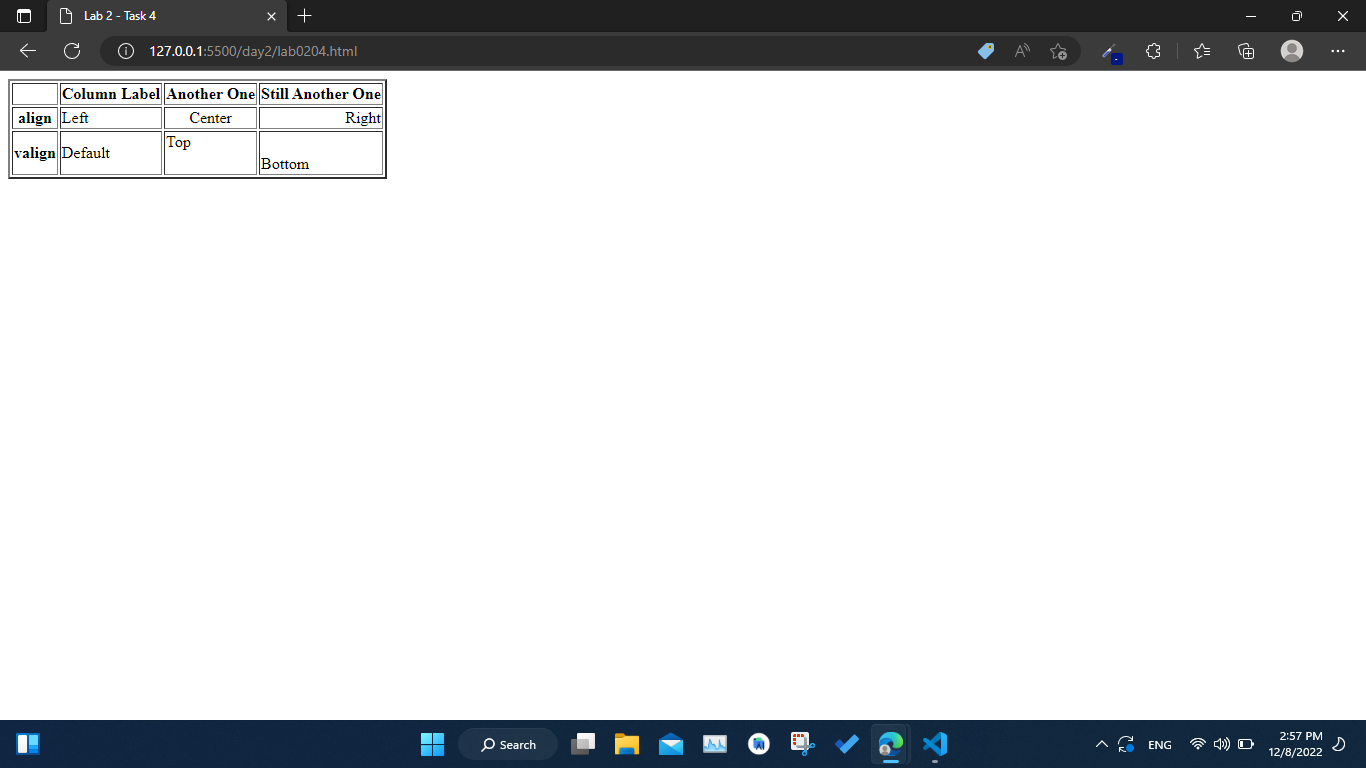 Lab 2 - Task 4
127.0.0.1:5500/day2/lab0204.html
Column Label Another One Still Another One
align Left Center Right
valign Default Top Bottom
Search
ENG
2:57 PM
12/8/2022